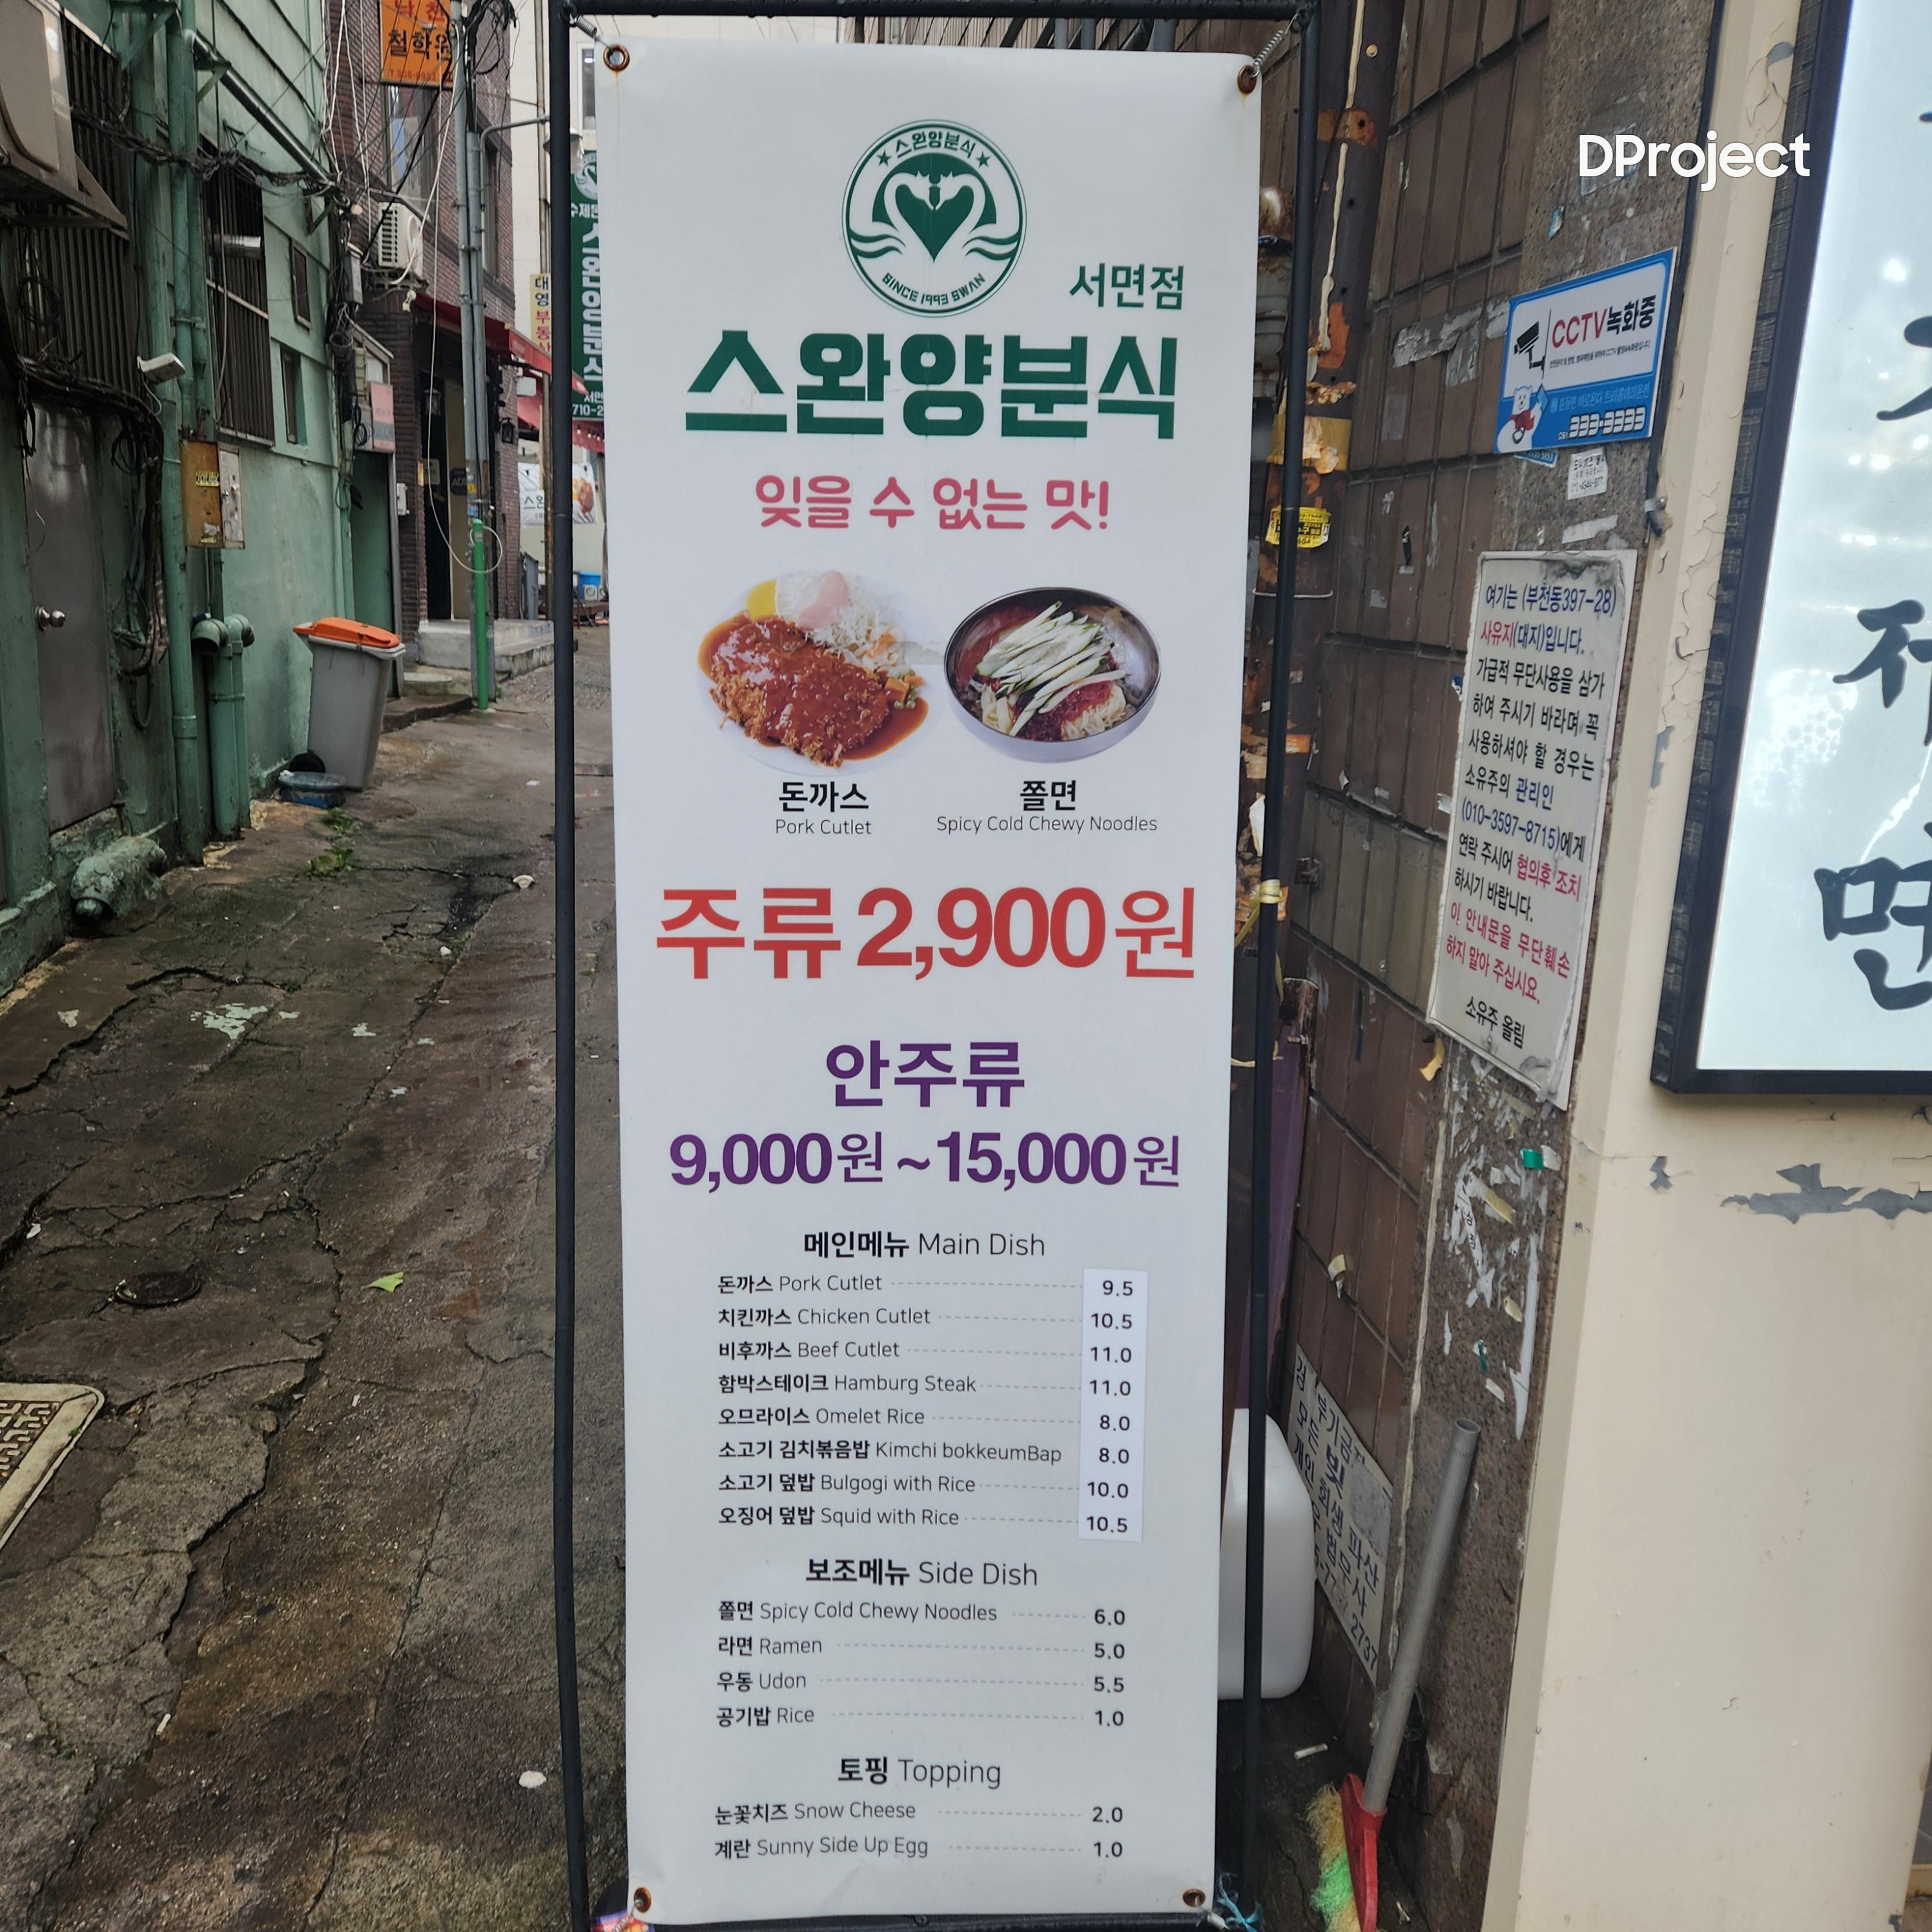 철학원
DProject
스완양분식
SINCE 1993 SWAN
서면점
스완양분식
잊을 수 없는 맛!
돈까스
Pork Cutlet
쫄면
Spicy Cold Chewy Noodles
주류 2,900원
안주류
9,000원 ~ 15,000원
메인메뉴 Main Dish
돈까스 Pork Cutlet 9.5
치킨까스 Chicken Cutlet 10.5
비후까스 Beef Cutlet 11.0
함박스테이크 Hamburg Steak 11.0
오므라이스 Omelet Rice 8.0
소고기 김치볶음밥 Kimchi bokkeumBap 8.0
소고기 덮밥 Bulgogi with Rice 10.0
오징어 덮밥 Squid with Rice 10.5
보조메뉴 Side Dish
쫄면 Spicy Cold Chewy Noodles 6.0
라면 Ramen 5.0
우동 Udon 5.5
공기밥 Rice 1.0
토핑 Topping
눈꽃치즈 Snow Cheese 2.0
계란 Sunny Side Up Egg 1.0
CCTV녹화중
051 333-3333
여기는 (부전동397-28)
사유지(대지)입니다.
가급적 무단사용을 삼가
하여 주시기 바라며 꼭
사용하셔야 할 경우는
소유주의 관리인
(010-3597-8715)에게
연락 주시어 협의후 조치
하시기 바랍니다.
이 안내문을 무단훼손
하지 말아 주십시요.
소유주 올림
면